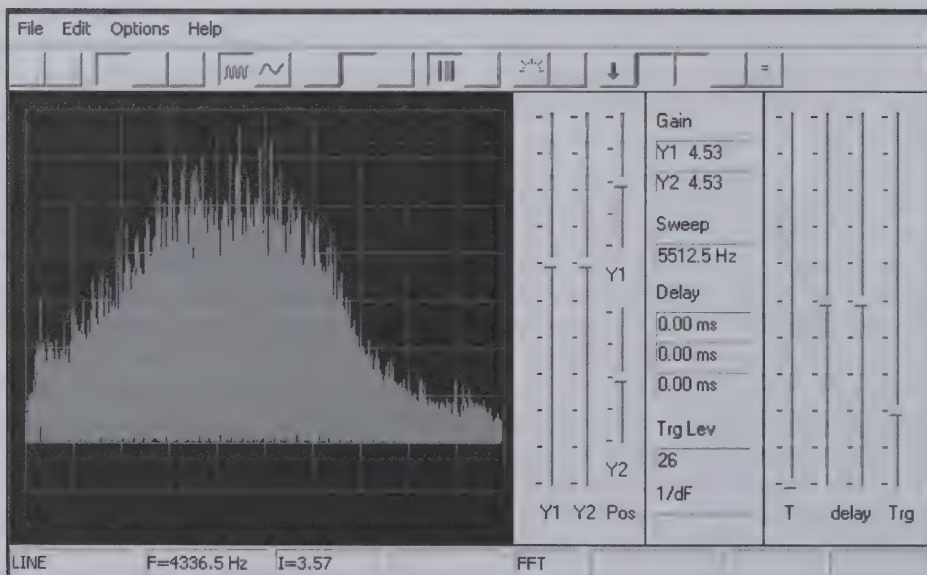 File Edit Options Help
=
Gain
Y1 4.53
Y2 4.53
Sweep
5512.5 Hz
Y1
Delay
0.00 ms
0.00 ms
0.00 ms
Trg Lev
26
Y2
1/dF
Y1 Y2 Pos
T delay Trg
LINE F=4336.5 Hz I=3.57 FFT